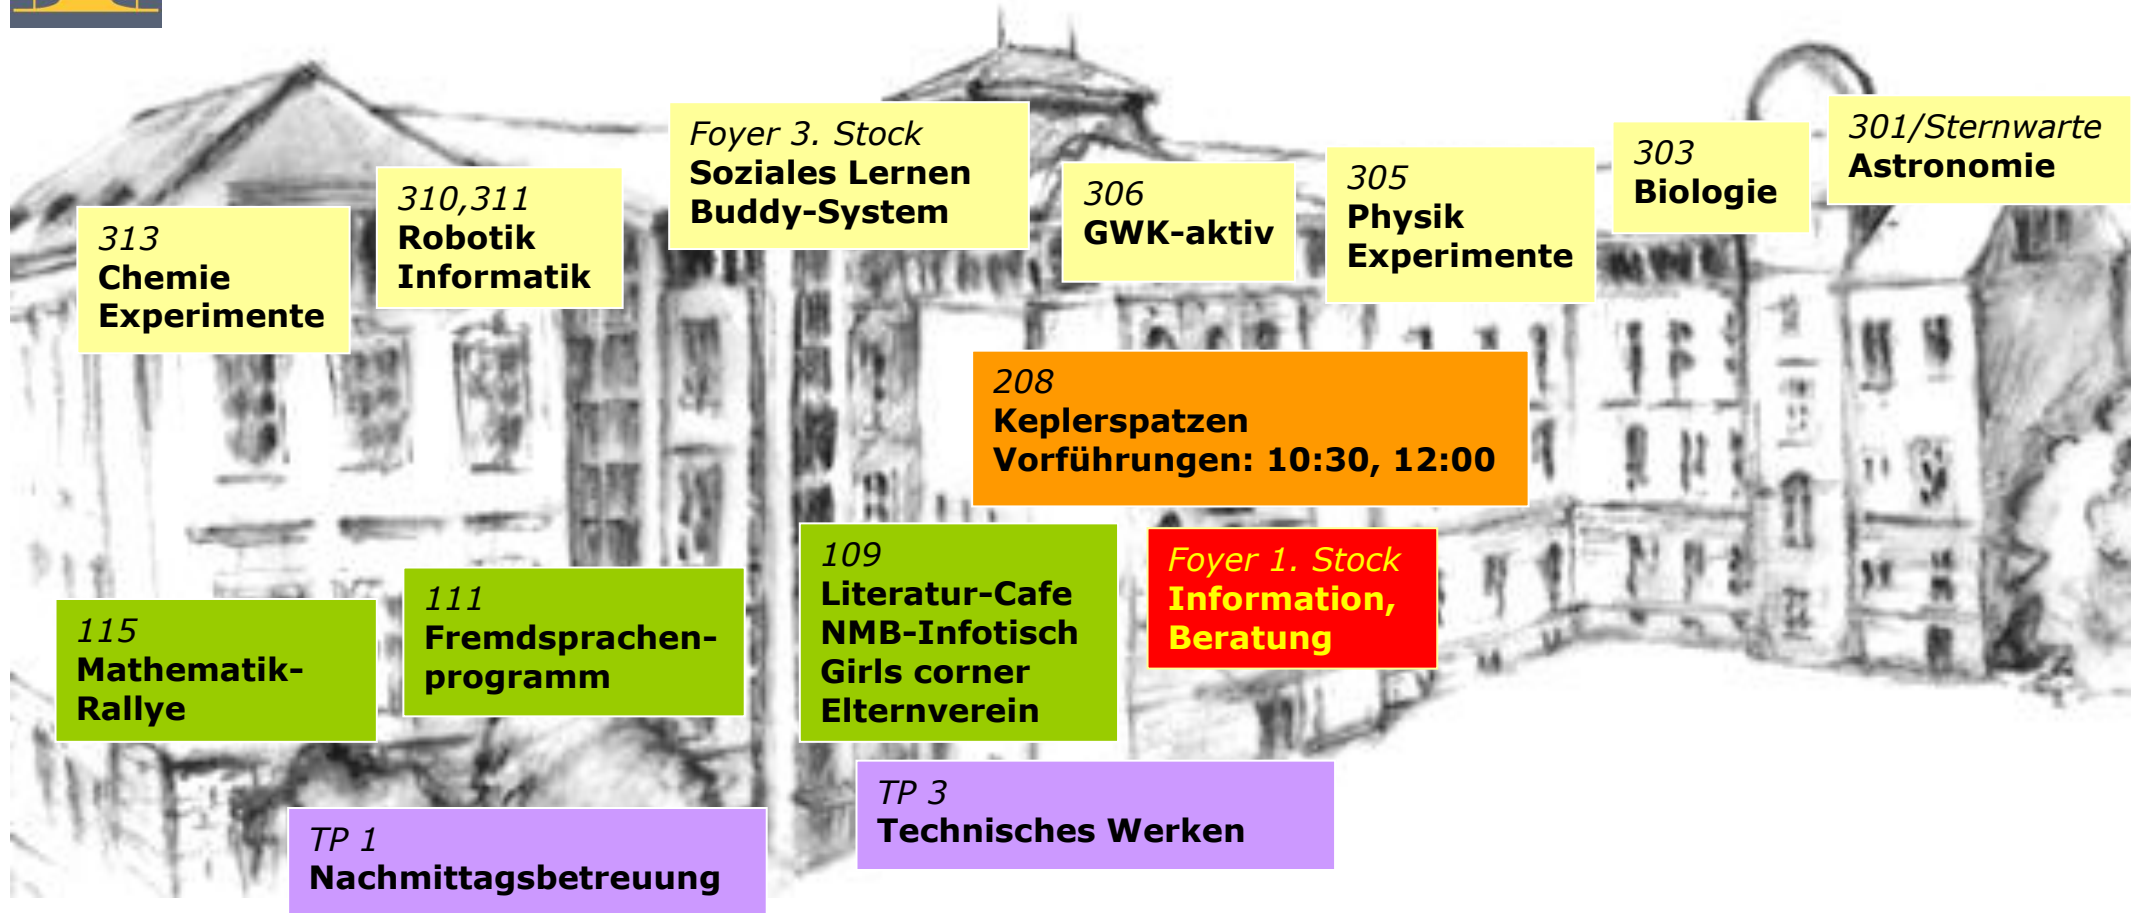 Foyer 3. Stock
Soziales Lernen
Buddy-System
301/Sternwarte
Astronomie
303
Biologie
305
Physik
Experimente
306
GWK-aktiv
310,311
Robotik
Informatik
313
Chemie
Experimente
208
Keplerspatzen
Vorführungen: 10:30, 12:00
109
Literatur-Cafe
NMB-Infotisch
Girls corner
Elternverein
Foyer 1. Stock
Information,
Beratung
111
Fremdsprachen-
programm
115
Mathematik-
Rallye
TP 3
Technisches Werken
TP 1
Nachmittagsbetreuung